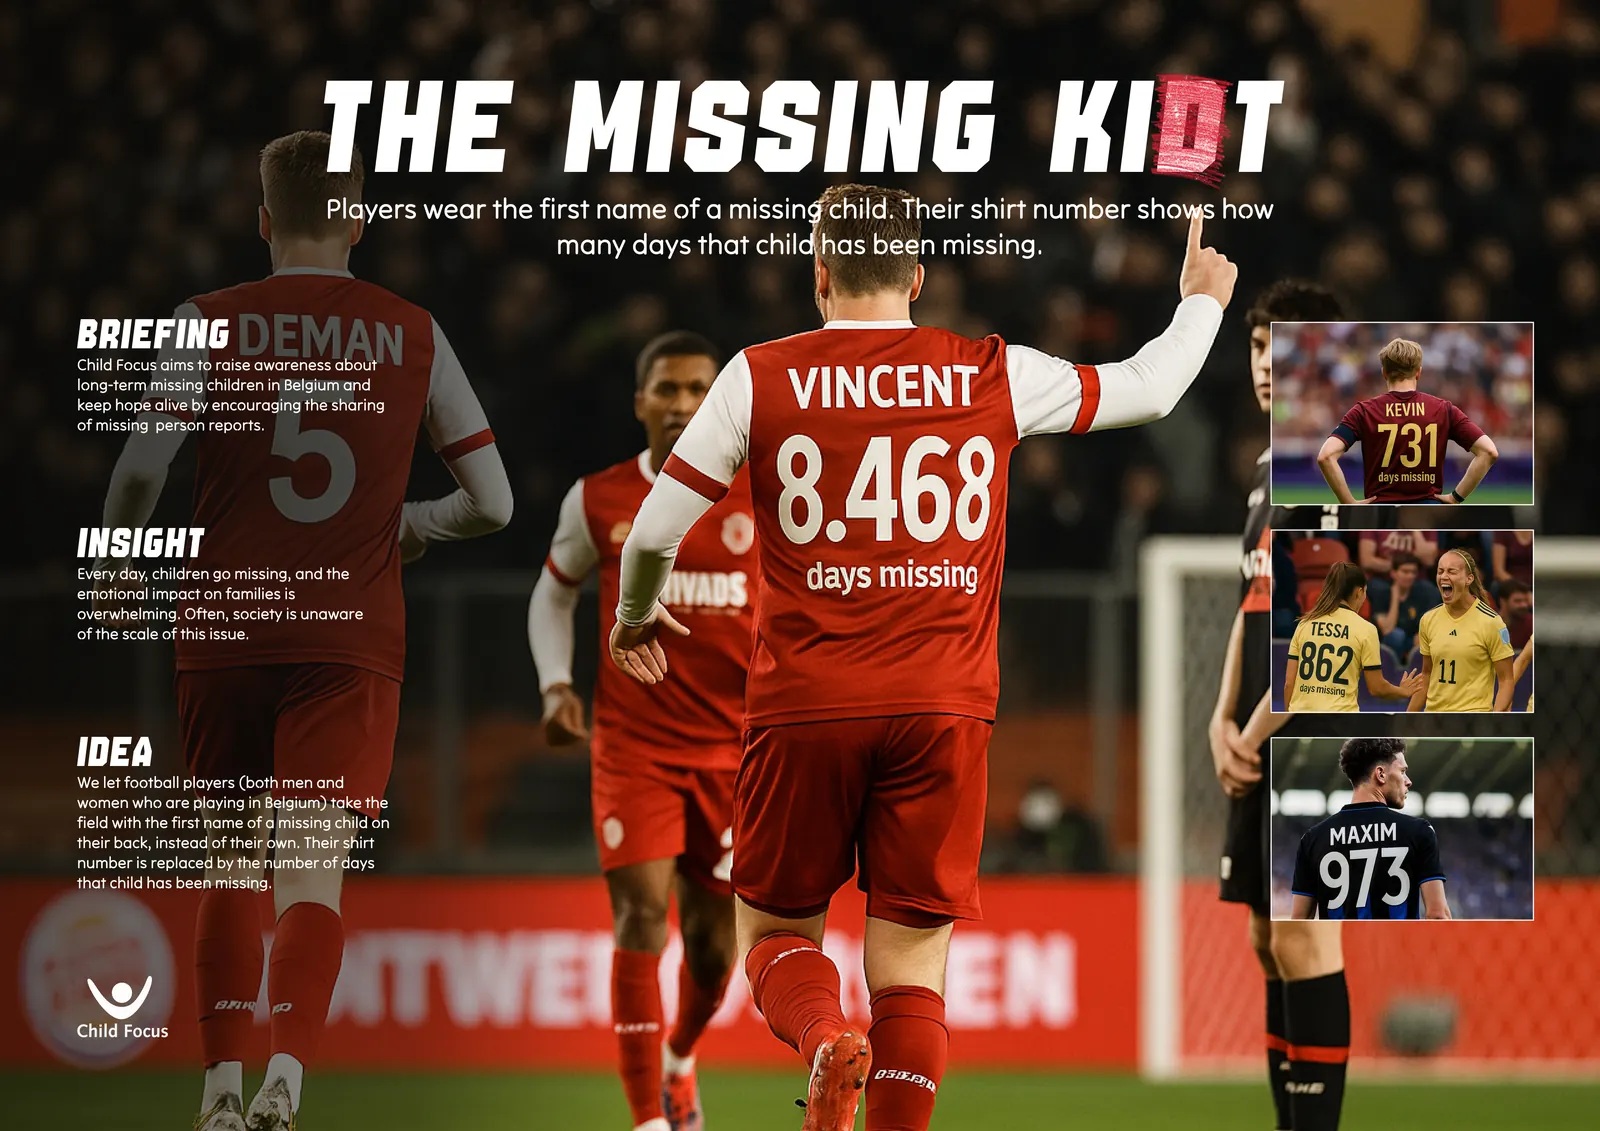 THE MISSING KIDT
Players wear the first name of a missing child. Their shirt number shows how
many days that child has been missing.
BRIEFING
Child Focus aims to raise awareness about
long-term missing children in Belgium and
keep hope alive by encouraging the sharing
of missing person reports.
INSIGHT
Every day, children go missing, and the
emotional impact on families is
overwhelming. Often, society is unaware
of the scale of this issue.
IDEA
We let football players (both men and
women who are playing in Belgium) take the
field with the first name of a missing child on
their back, instead of their own. Their shirt
number is replaced by the number of days
that child has been missing.
Child Focus
DEMAN
5
VINCENT
8.468
days missing
KEVIN
731
days missing
TESSA
862
days missing
11
MAXIM
973